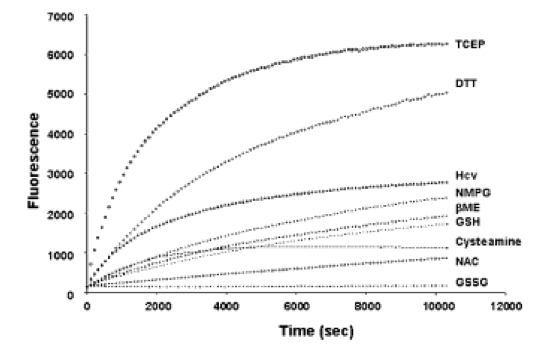 7000
6000
5000
4000
3000
2000
1000
0
Fluorescence
TCEP
DTT
Hcy
NMPG
βME
GSH
Cysteamine
NAC
GSSG
0 2000 4000 6000 8000 10000 12000
Time (sec)